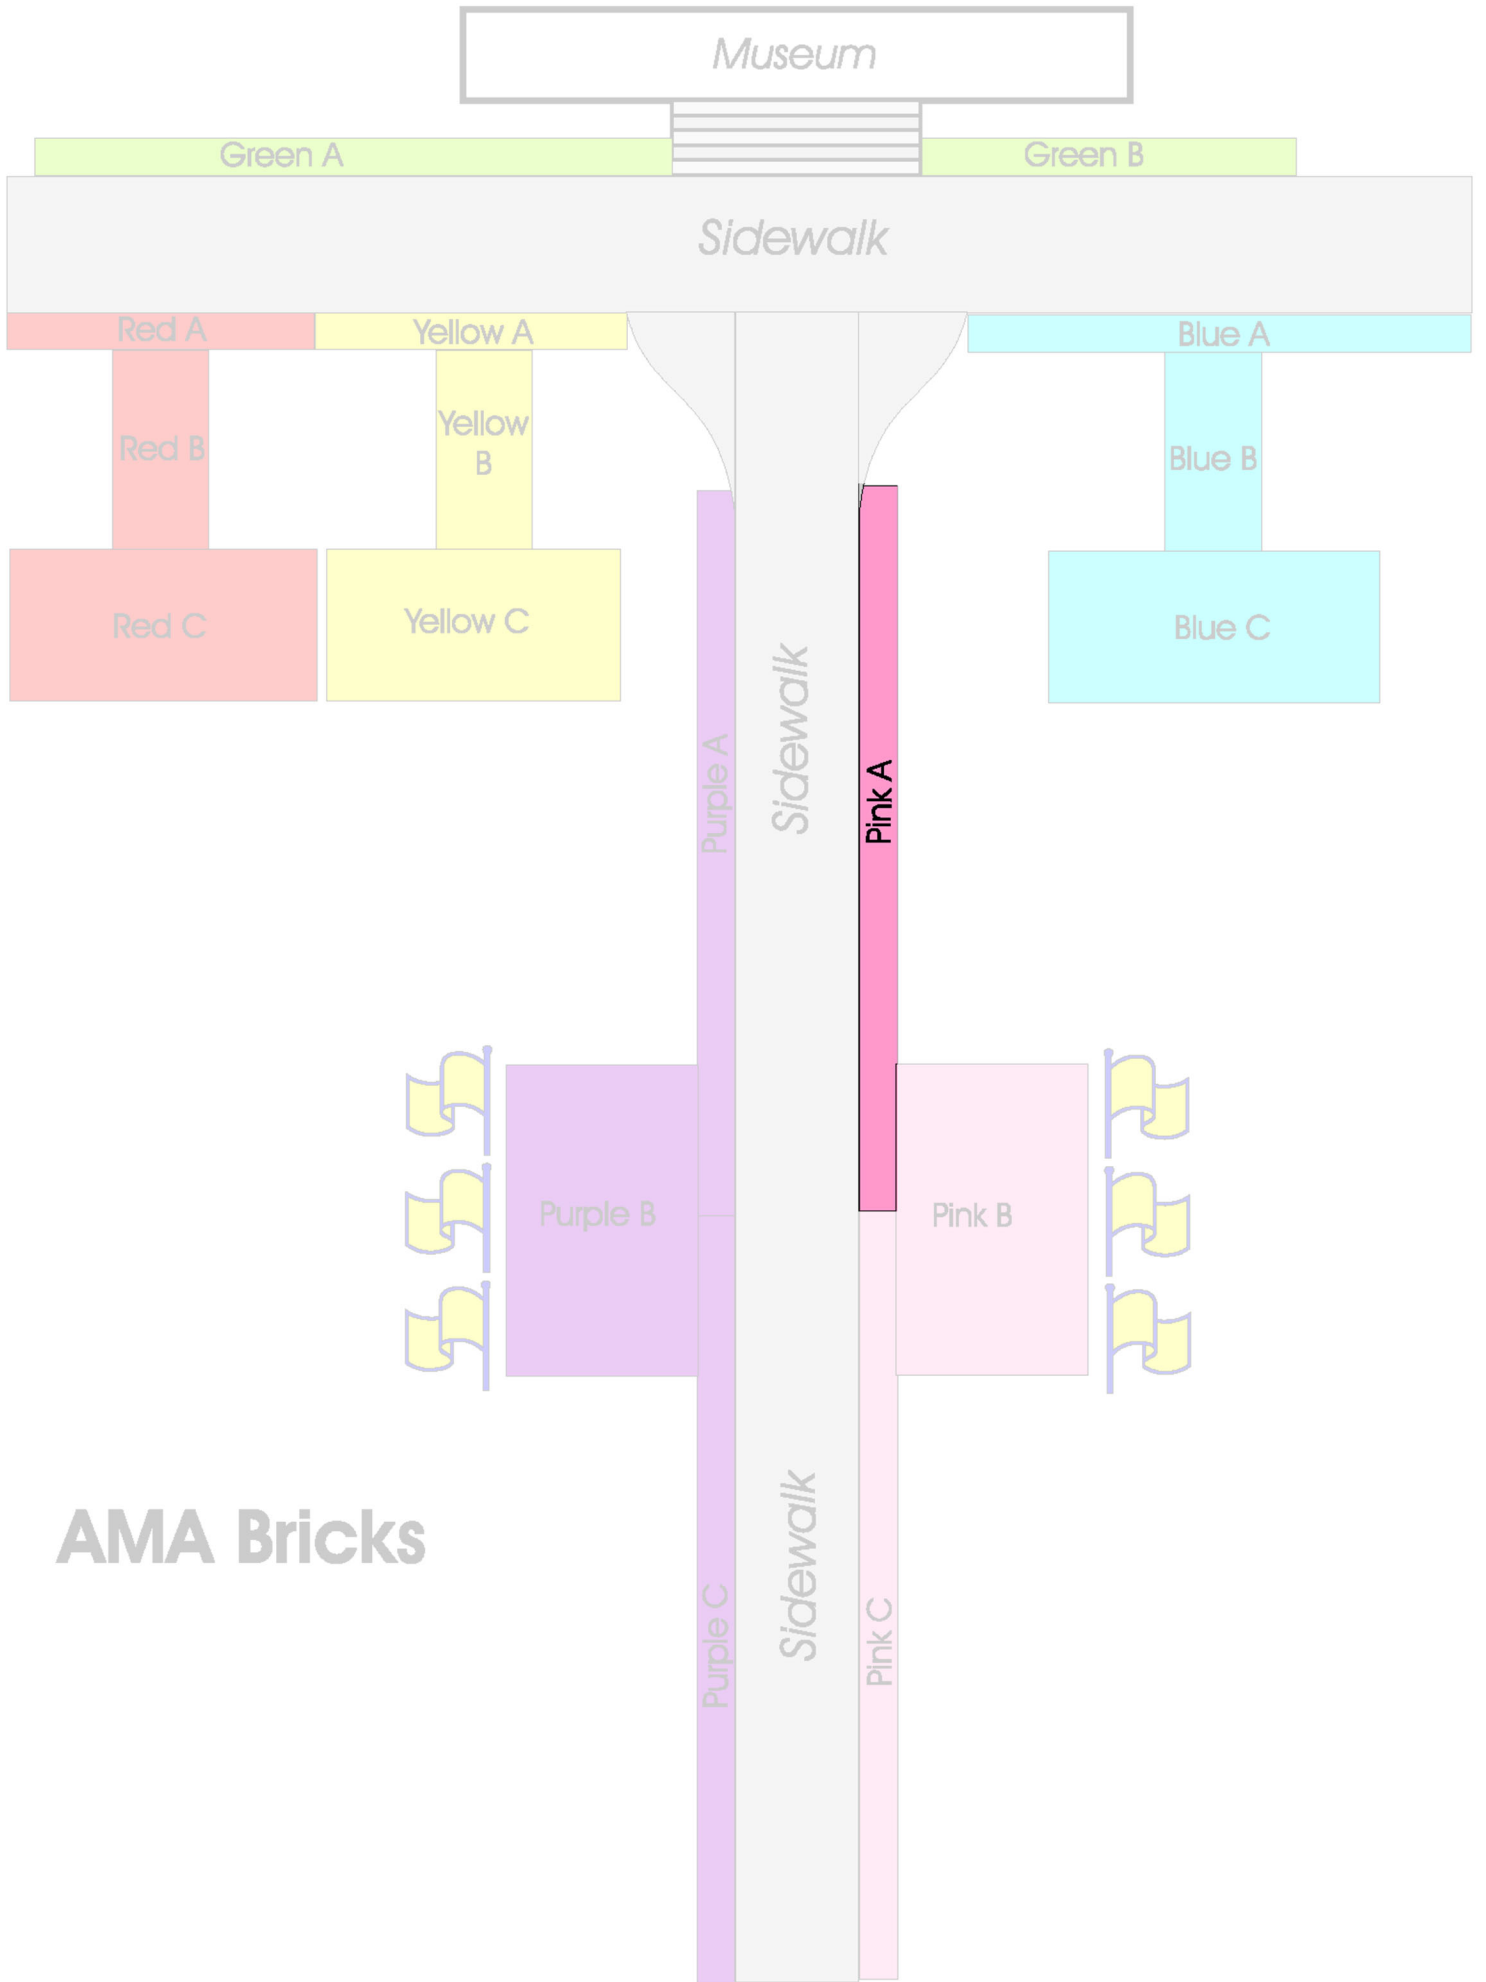 Museum
Green A
Green B
Sidewalk
Red A
Yellow A
Blue A
Red B
Yellow
B
Blue B
Red C
Yellow C
Blue C
Sidewalk
Purple A
Pink A
Purple B
Pink B
AMA Bricks
Sidewalk
Purple C
Pink C